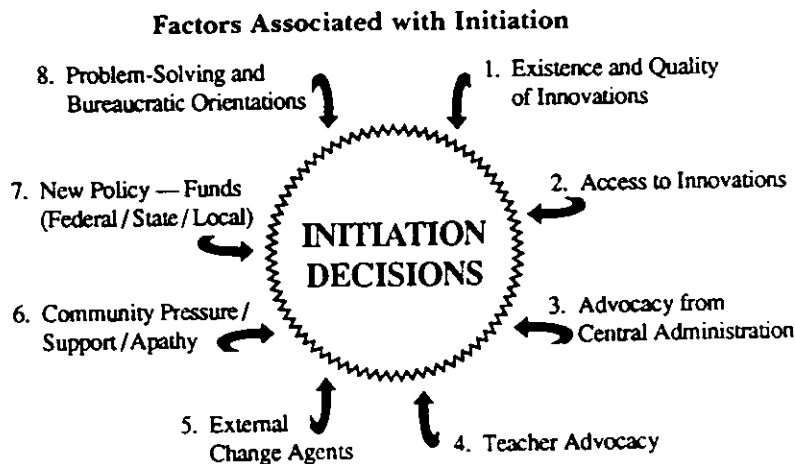 Factors Associated with Initiation
8. Problem-Solving and
Bureaucratic Orientations
1. Existence and Quality
of Innovations
7. New Policy — Funds
(Federal / State / Local)
2. Access to Innovations
INITIATION
DECISIONS
6. Community Pressure /
Support / Apathy
3. Advocacy from
Central Administration
5. External
Change Agents
4. Teacher Advocacy